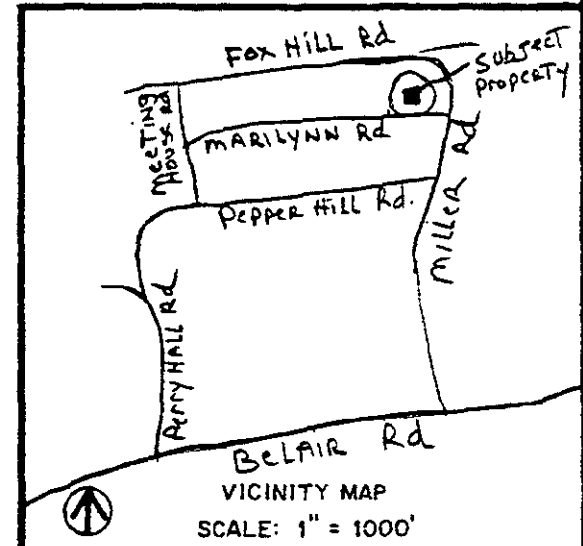 FOX HILL Rd
SUBJECT
PROPERTY
MEETING
HOUSE RD
MARILYNN Rd
PEPPER HILL Rd.
MILLER Rd
PERRY HALL Rd
BELAIR Rd
VICINITY MAP
SCALE: 1" = 1000'